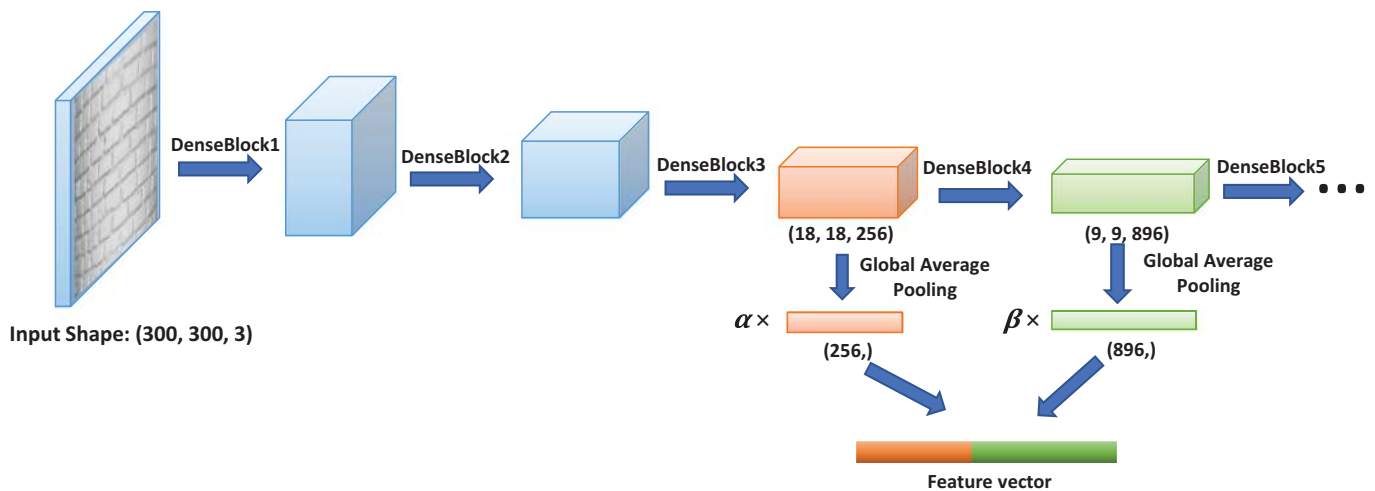 DenseBlock1
DenseBlock2
DenseBlock3
DenseBlock4
DenseBlock5
...
(18, 18, 256)
(9, 9, 896)
Global Average
Pooling
Global Average
Pooling
Input Shape: (300, 300, 3)
α ×
β ×
(256,)
(896,)
Feature vector